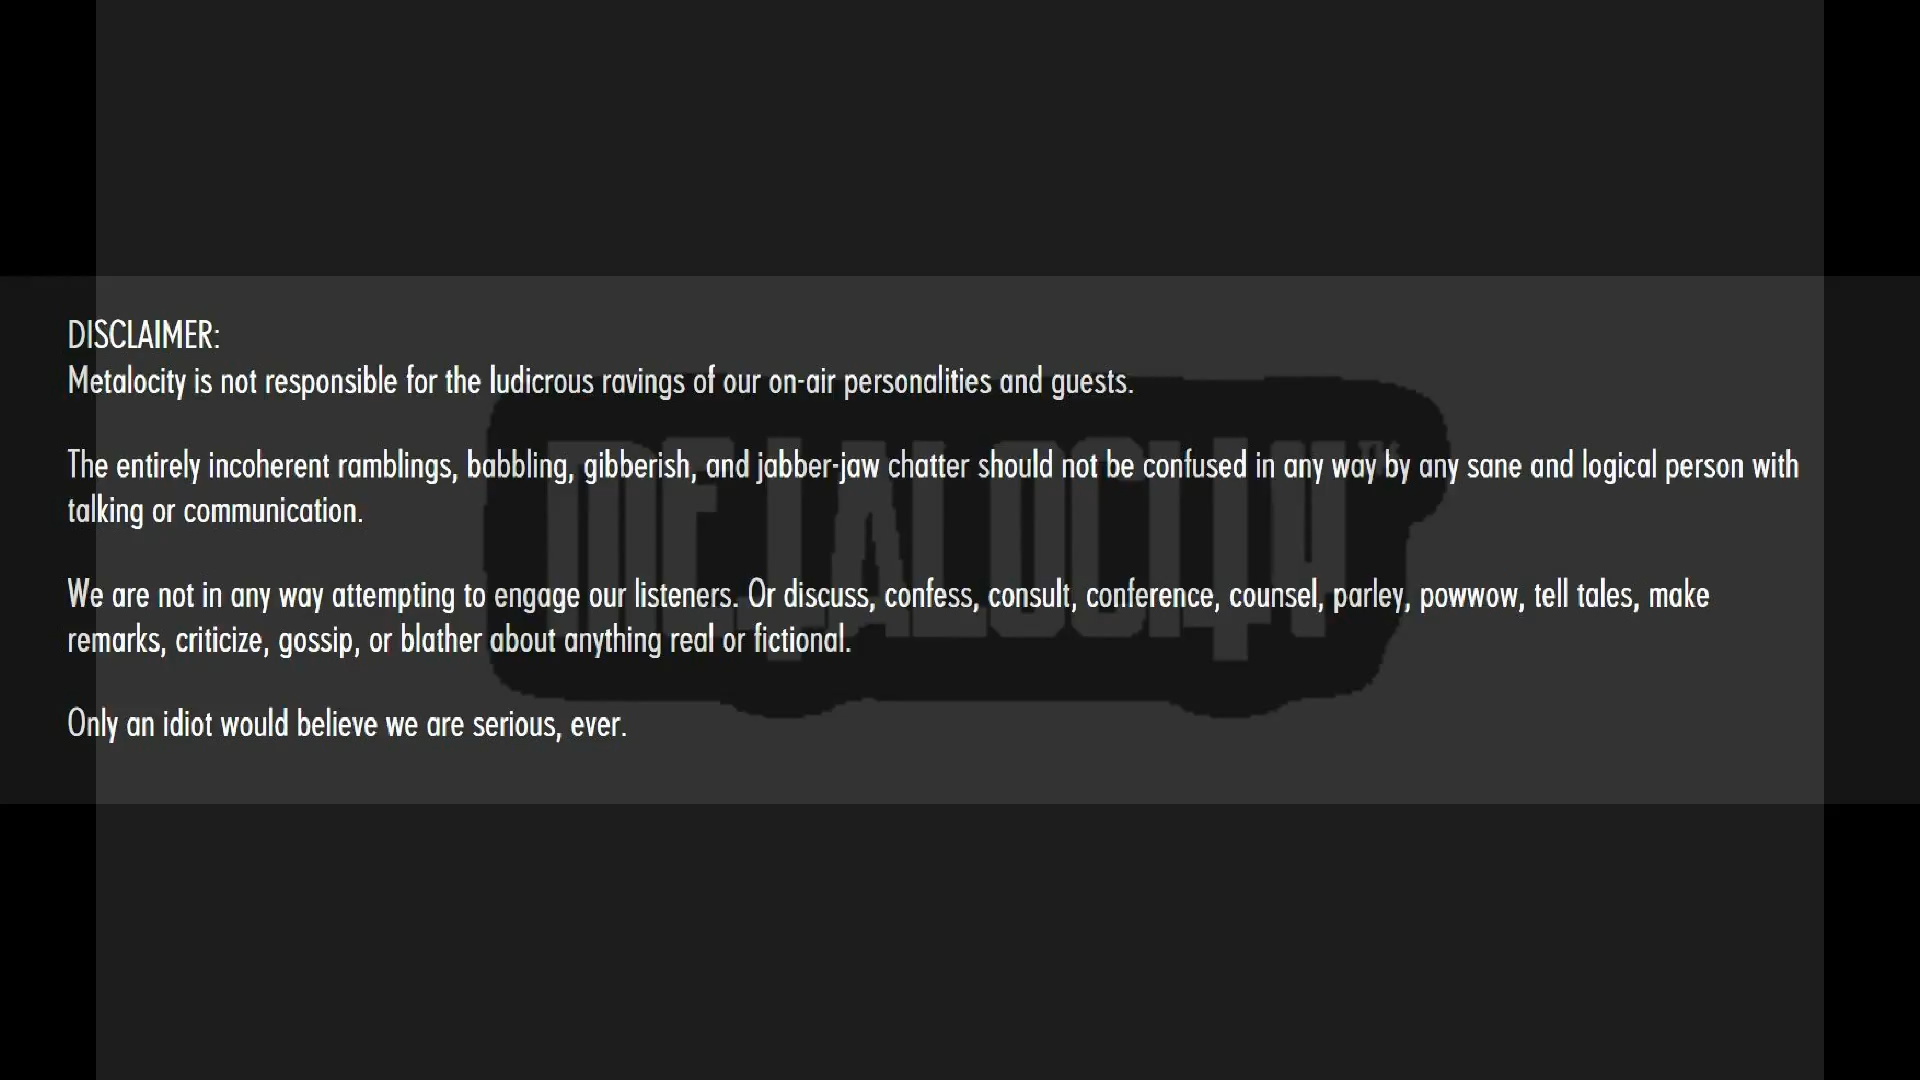 DISCLAIMER:
Metalocity is not responsible for the ludicrous ravings of our on-air personalities and guests.
The entirely incoherent ramblings, babbling, gibberish, and jabber-jaw chatter should not be confused in any way by any sane and logical person with
talking or communication.
We are not in any way attempting to engage our listeners. Or discuss, confess, consult, conference, counsel, parley, powwow, tell tales, make
remarks, criticize, gossip, or blather about anything real or fictional.
Only an idiot would believe we are serious, ever.
METALOCITY TM